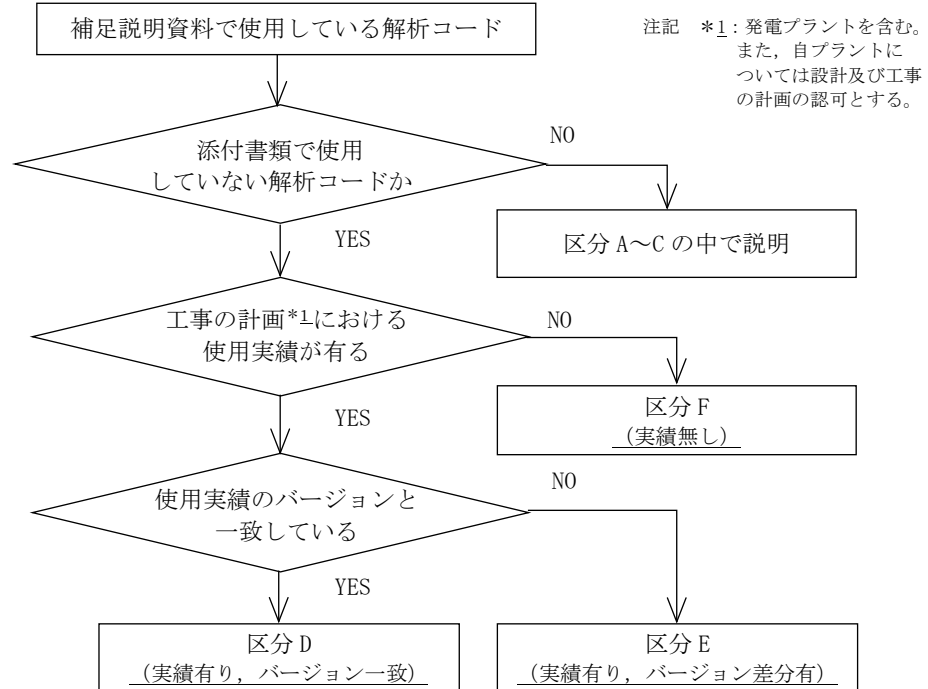 補足説明資料で使用している解析コード
注記 *1:発電プラントを含む。
また,自プラントに
ついては設計及び工事
の計画の認可とする。
添付書類で使用
していない解析コードか
NO
YES
区分 A~C の中で説明
工事の計画*1における
使用実績が有る
NO
YES
区分 F
(実績無し)
使用実績のバージョンと
一致している
NO
YES
区分 D
(実績有り,バージョン一致)
区分 E
(実績有り,バージョン差分有)